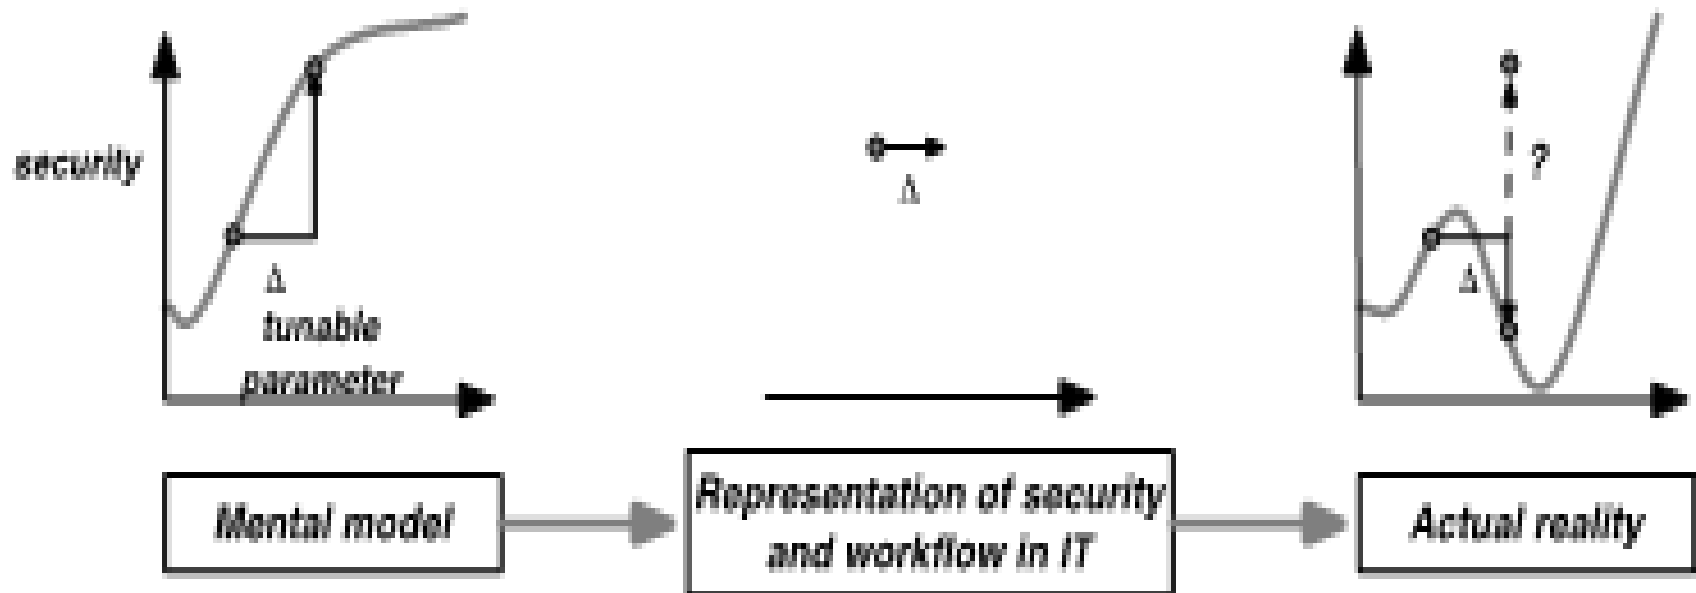 security
Δ
tunable
parameter
Δ
?
Δ
Mental model
Representation of security
and workflow in IT
Actual reality